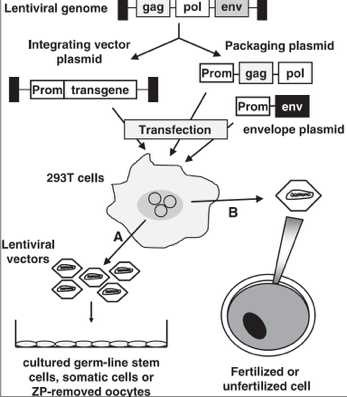 Lentiviral genome
gag pol env
Integrating vector
plasmid
Packaging plasmid
Prom transgene
Prom gag pol
Prom env
envelope plasmid
Transfection
293T cells
A
B
Lentiviral
vectors
cultured germ-line stem
cells, somatic cells or
ZP-removed oocytes
Fertilized or
unfertilized cell